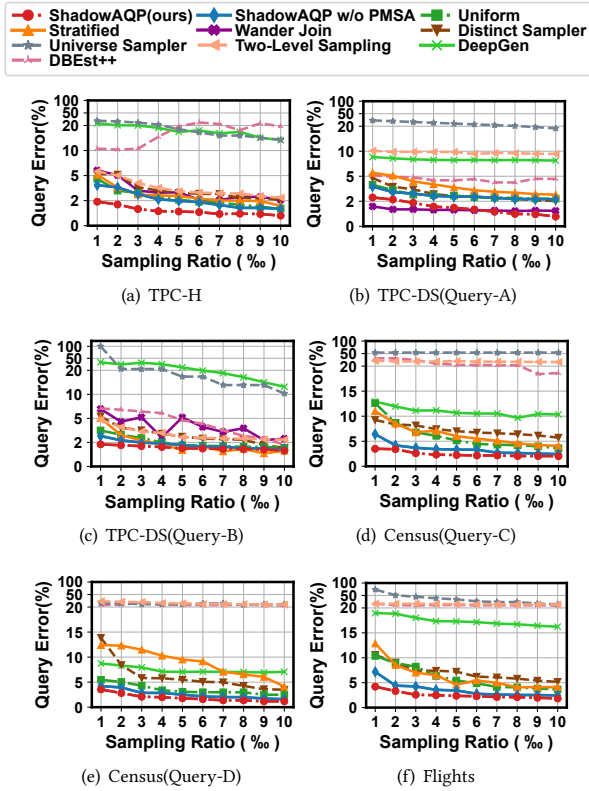 ShadowAQP(ours) ShadowAQP w/o PMSA Uniform
Stratified Wander Join Distinct Sampler
Universe Sampler Two-Level Sampling DeepGen
DBEst++
Query Error(%)
100
50
20
10
5
2
0
1 2 3 4 5 6 7 8 9 10
Sampling Ratio ( ‰ )
(a) TPC-H
Query Error(%)
100
50
20
10
5
2
0
1 2 3 4 5 6 7 8 9 10
Sampling Ratio ( ‰ )
(b) TPC-DS(Query-A)
Query Error(%)
100
50
20
10
5
2
0
1 2 3 4 5 6 7 8 9 10
Sampling Ratio ( ‰ )
(c) TPC-DS(Query-B)
Query Error(%)
100
50
20
15
10
5
0
1 2 3 4 5 6 7 8 9 10
Sampling Ratio ( ‰ )
(d) Census(Query-C)
Query Error(%)
100
50
20
15
10
5
0
1 2 3 4 5 6 7 8 9 10
Sampling Ratio ( ‰ )
(e) Census(Query-D)
Query Error(%)
100
50
20
15
10
5
0
1 2 3 4 5 6 7 8 9 10
Sampling Ratio ( ‰ )
(f) Flights